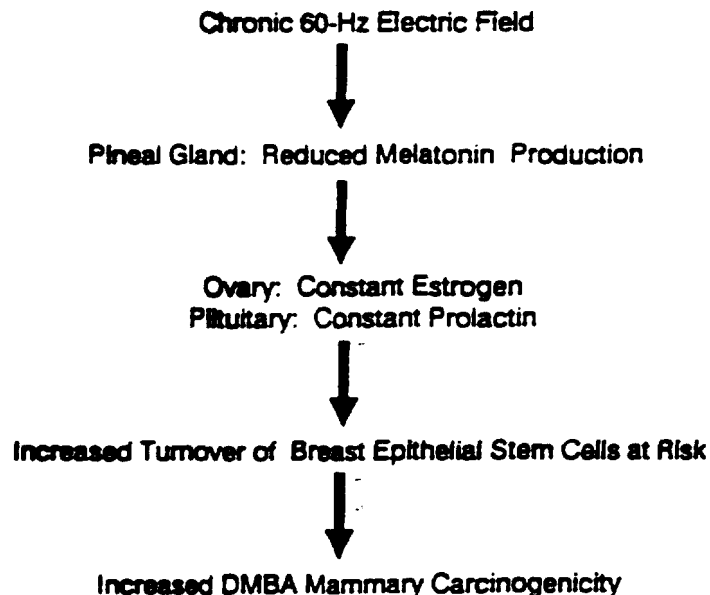 Chronic 60-Hz Electric Field
Pineal Gland: Reduced Melatonin Production
Ovary: Constant Estrogen
Pituitary: Constant Prolactin
Increased Turnover of Breast Epithelial Stem Cells at Risk
Increased DMBA Mammary Carcinogenicity